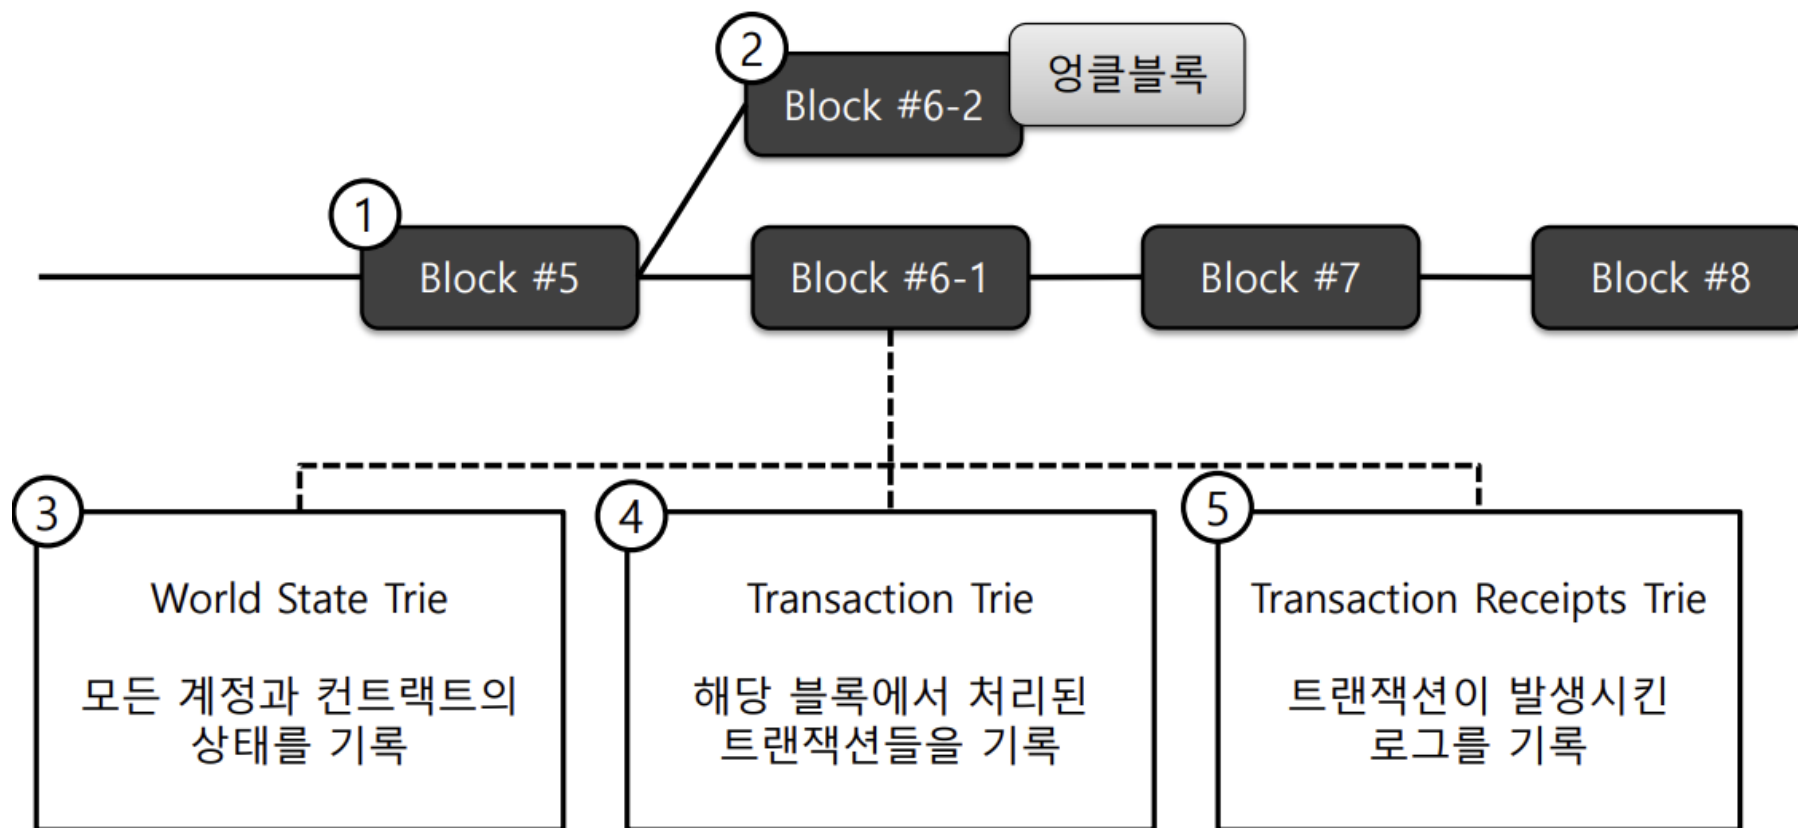 2
엉클블록
Block #6-2
1
Block #5
Block #6-1
Block #7
Block #8
3
World State Trie
모든 계정과 컨트랙트의
상태를 기록
4
Transaction Trie
해당 블록에서 처리된
트랜잭션들을 기록
5
Transaction Receipts Trie
트랜잭션이 발생시킨
로그를 기록